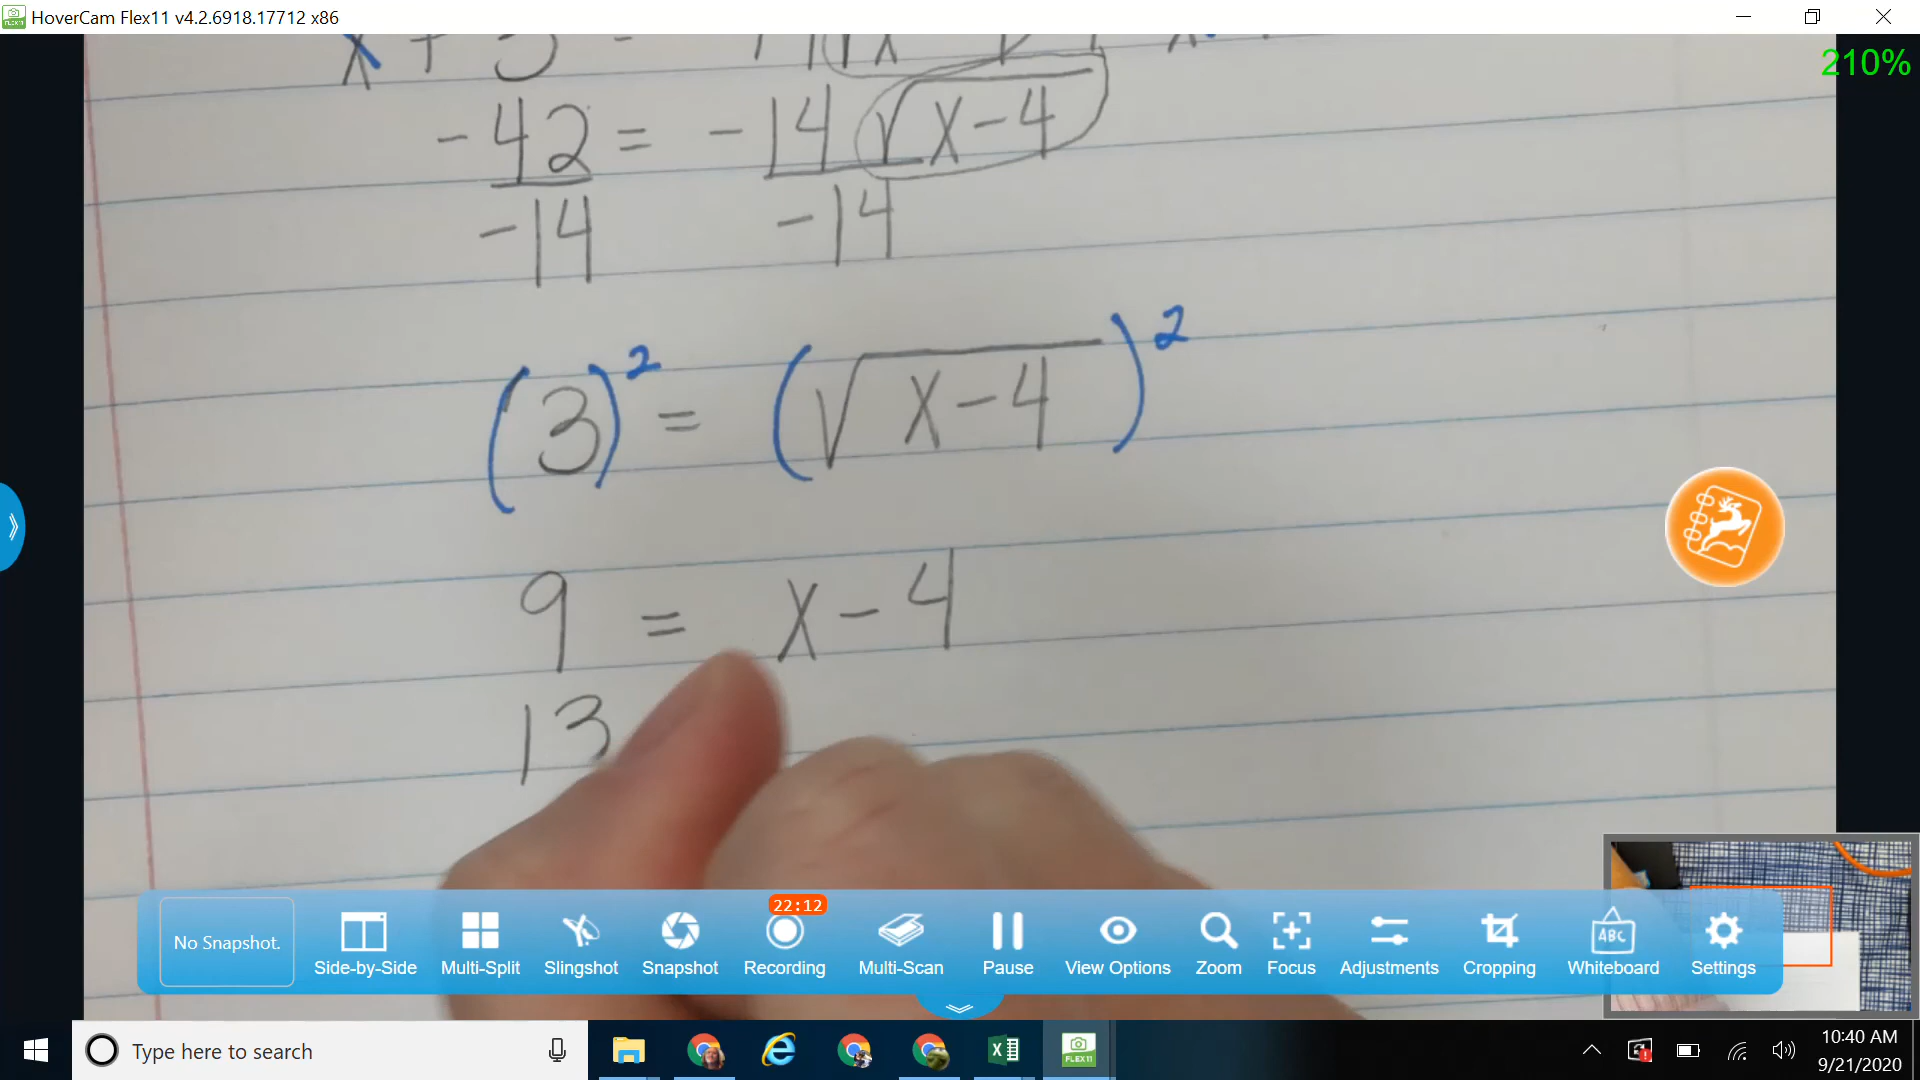 HoverCam Flex11 v4.2.6918.17712 x86
210%
-42 = -14√x-4
-14 -14
(3)² = (√x-4)²
9 = x-4
13
No Snapshot.
22:12
Side-by-Side Multi-Split Slingshot Snapshot Recording Multi-Scan Pause View Options Zoom Focus Adjustments Cropping Whiteboard Settings
ABC
Type here to search
FLEX11
10:40 AM
9/21/2020